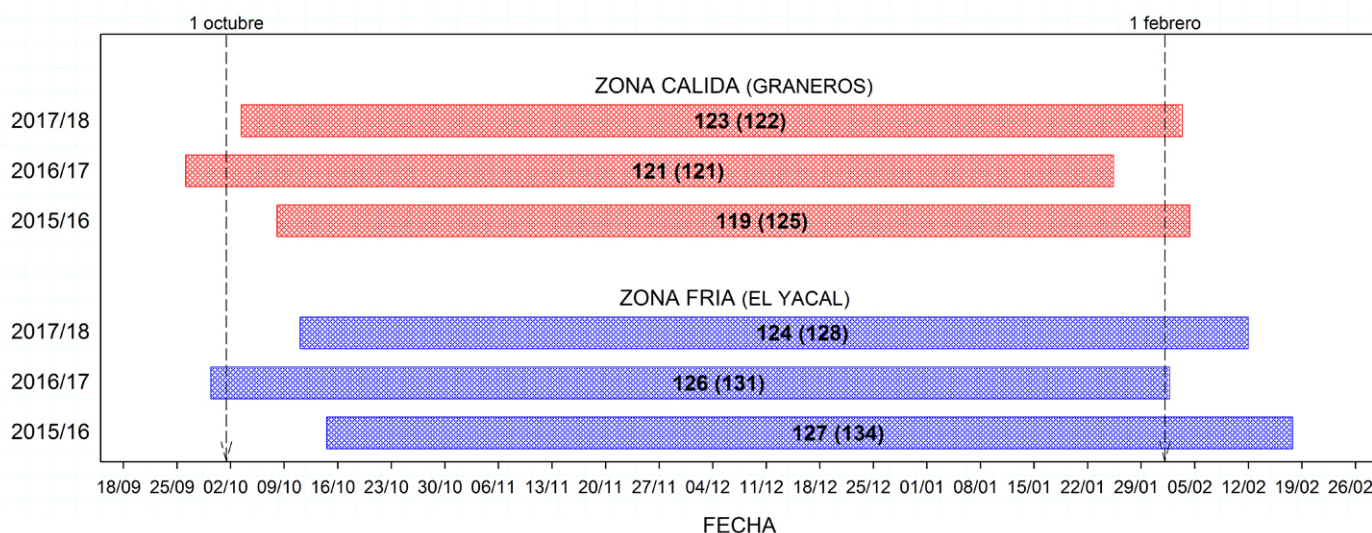 1 octubre 1 febrero
ZONA CALIDA (GRANEROS)
2017/18 123 (122)
2016/17 121 (121)
2015/16 119 (125)
ZONA FRIA (EL YACAL)
2017/18 124 (128)
2016/17 126 (131)
2015/16 127 (134)
18/09 25/09 02/10 09/10 16/10 23/10 30/10 06/11 13/11 20/11 27/11 04/12 11/12 18/12 25/12 01/01 08/01 15/01 22/01 29/01 05/02 12/02 19/02 26/02
FECHA